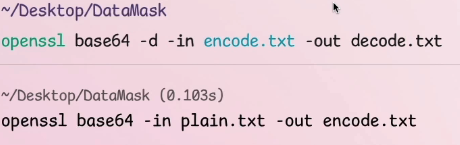 ~/Desktop/DataMask
openssl base64 -d -in encode.txt -out decode.txt
~/Desktop/DataMask (0.103s)
openssl base64 -in plain.txt -out encode.txt